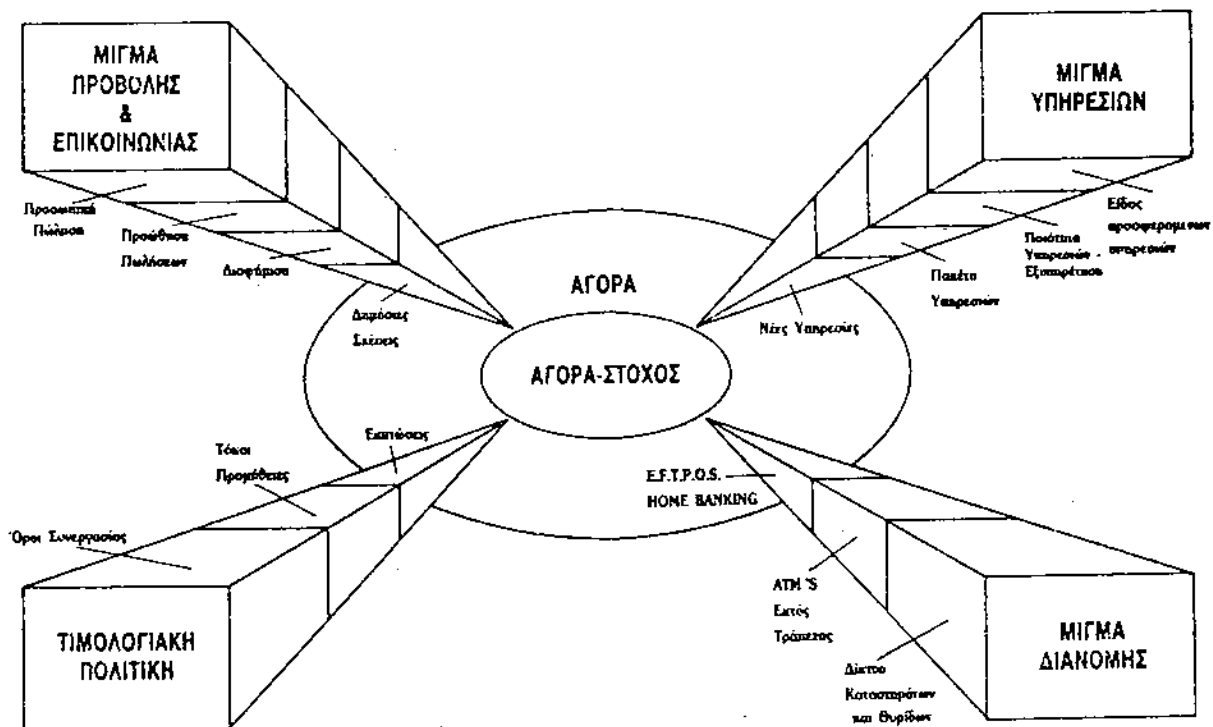 ΜΙΓΜΑ
ΠΡΟΒΟΛΗΣ
&
ΕΠΙΚΟΙΝΩΝΙΑΣ
Προσωπική
Πώληση
Προώθηση
Πωλήσεων
Διαφήμιση
Δημόσιες
Σχέσεις
ΜΙΓΜΑ
ΥΠΗΡΕΣΙΩΝ
Είδος
προσφερομένων
υπηρεσιών
Ποιότητα
Υπηρεσιών -
Εξυπηρέτηση
Πακέτο
Υπηρεσιών
Νέες Υπηρεσίες
ΑΓΟΡΑ
ΑΓΟΡΑ-ΣΤΟΧΟΣ
Εκπτώσεις
Τόκοι
Προμήθειες
Όροι Συνεργασίας
ΤΙΜΟΛΟΓΙΑΚΗ
ΠΟΛΙΤΙΚΗ
E.F.T.P.O.S.
HOME BANKING
ATM'S
Εκτός
Τράπεζας
Δίκτυο
Καταστημάτων
και Θυρίδων
ΜΙΓΜΑ
ΔΙΑΝΟΜΗΣ